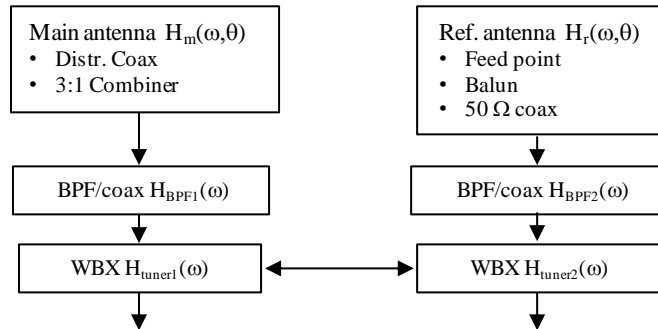 Main antenna H_m(ω,θ)
• Distr. Coax
• 3:1 Combiner
Ref. antenna H_r(ω,θ)
• Feed point
• Balun
• 50 Ω coax
BPF/coax H_BPF1(ω)
BPF/coax H_BPF2(ω)
WBX H_tuner1(ω)
WBX H_tuner2(ω)